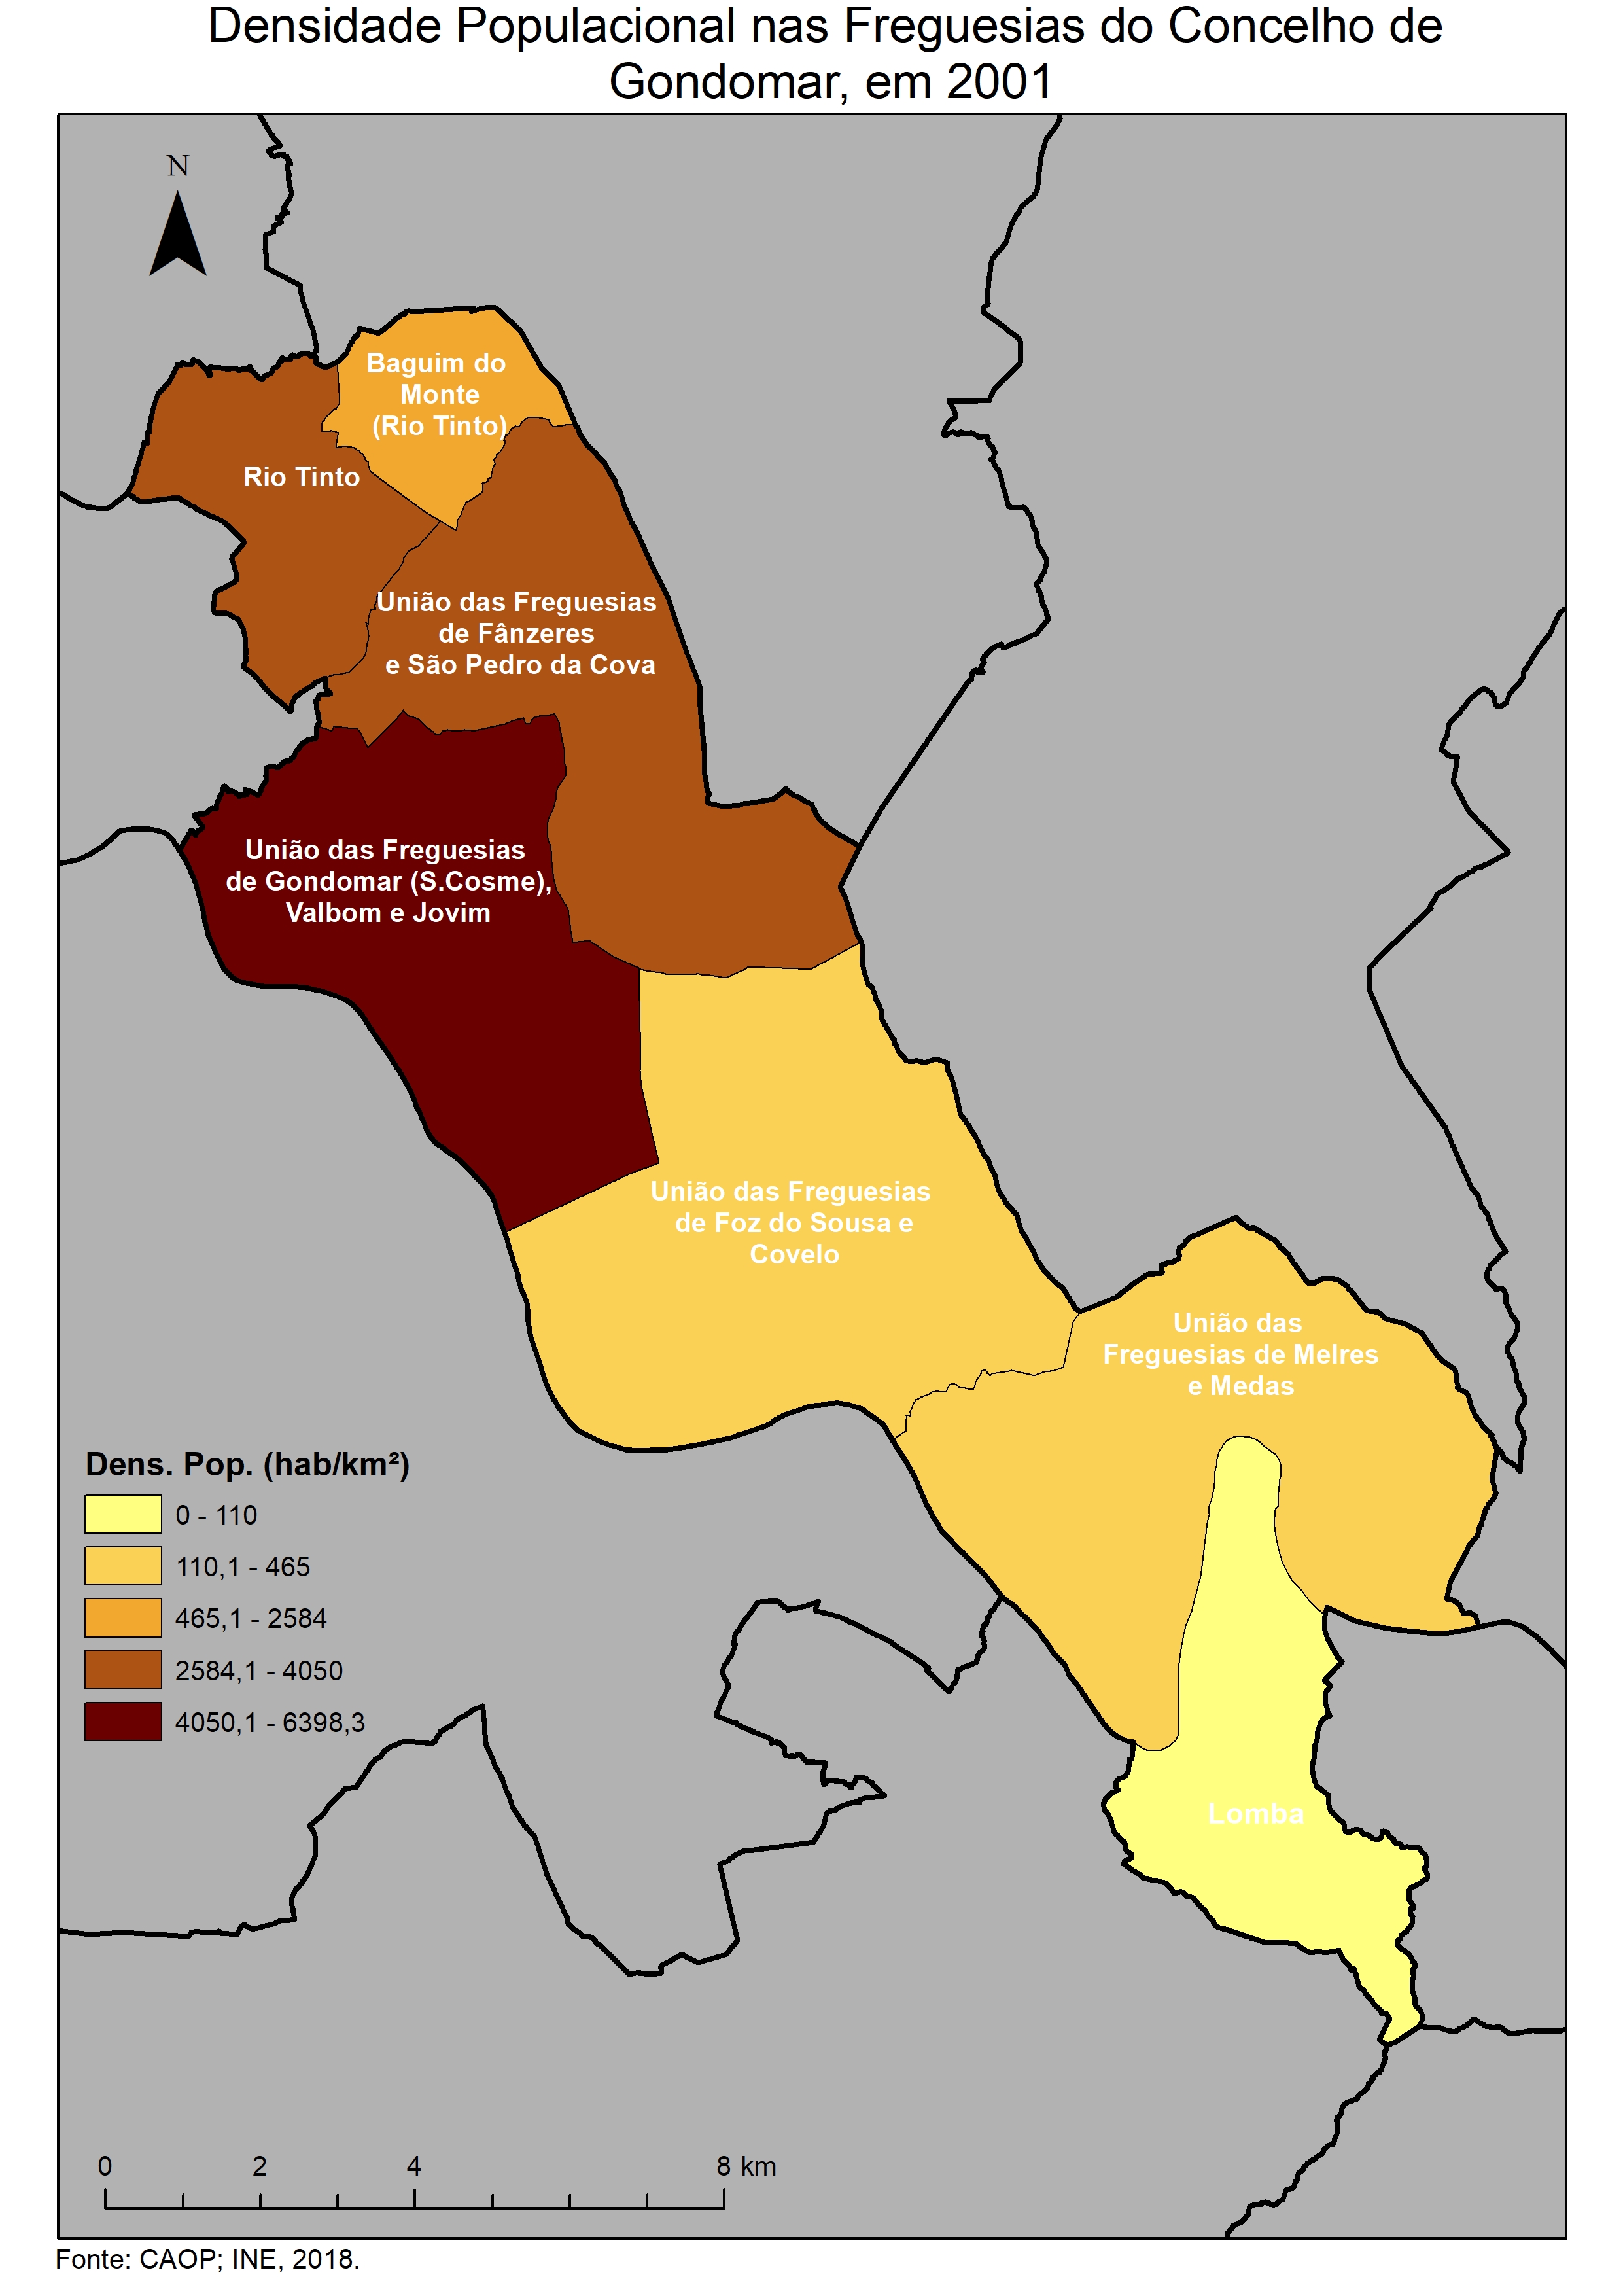 Densidade Populacional nas Freguesias do Concelho de
Gondomar, em 2001
N
Baguim do
Monte
(Rio Tinto)
Rio Tinto
União das Freguesias
de Fânzeres
e São Pedro da Cova
União das Freguesias
de Gondomar (S.Cosme),
Valbom e Jovim
União das Freguesias
de Foz do Sousa e
Covelo
União das
Freguesias de Melres
e Medas
Lomba
Dens. Pop. (hab/km²)
0 - 110
110,1 - 465
465,1 - 2584
2584,1 - 4050
4050,1 - 6398,3
0 2 4 8 km
Fonte: CAOP; INE, 2018.